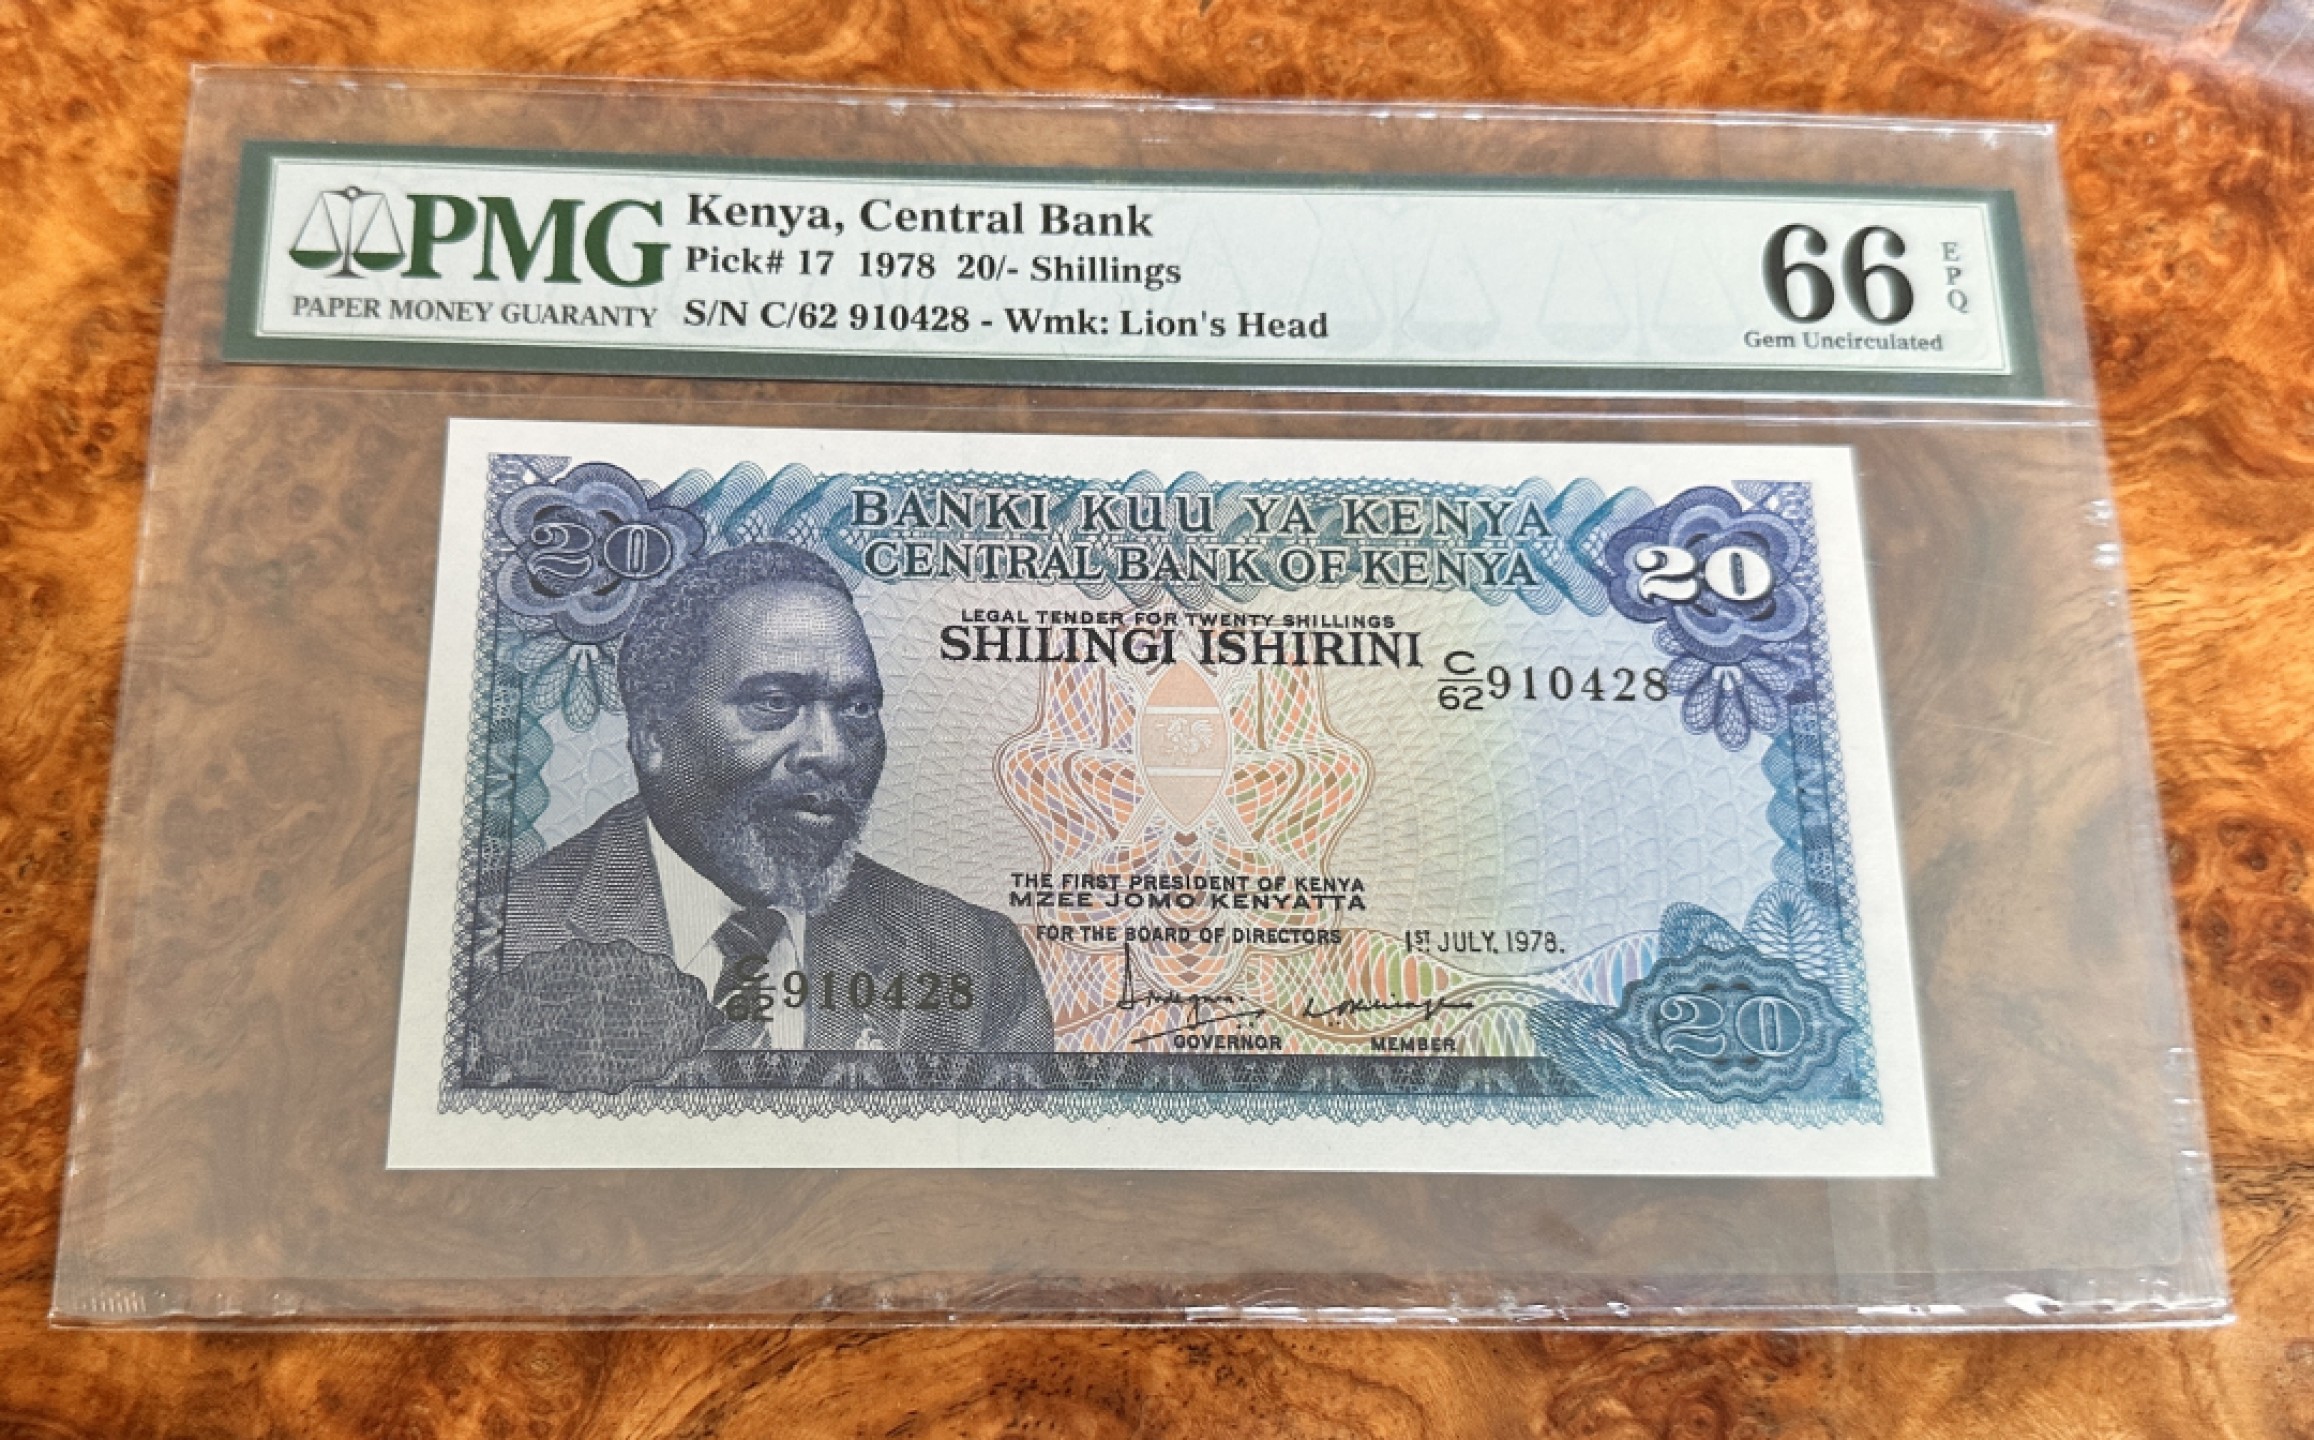 PMG
PAPER MONEY GUARANTY
Kenya, Central Bank
Pick# 17 1978 20/- Shillings
S/N C/62 910428 - Wmk: Lion's Head
66
EPQ
Gem Uncirculated
20
BANKI KUU YA KENYA
CENTRAL BANK OF KENYA
20
LEGAL TENDER FOR TWENTY SHILLINGS
SHILINGI ISHIRINI
C/62 910428
THE FIRST PRESIDENT OF KENYA
MZEE JOMO KENYATTA
FOR THE BOARD OF DIRECTORS
1ST JULY, 1978.
C/62 910428
GOVERNOR
MEMBER
20